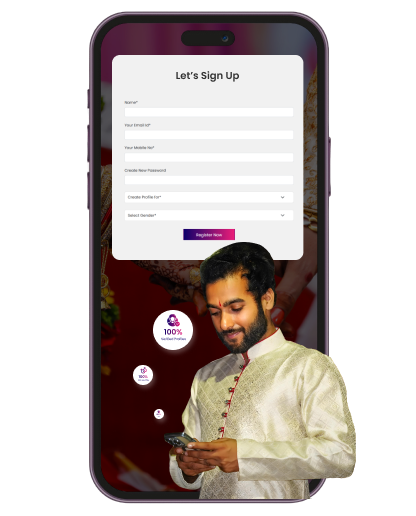 Let's Sign Up
Name*
Your Email Id*
Your Mobile No*
Create New Password
Create Profile for*
Select Gender*
Register Now
100%
Verified Profiles
100%